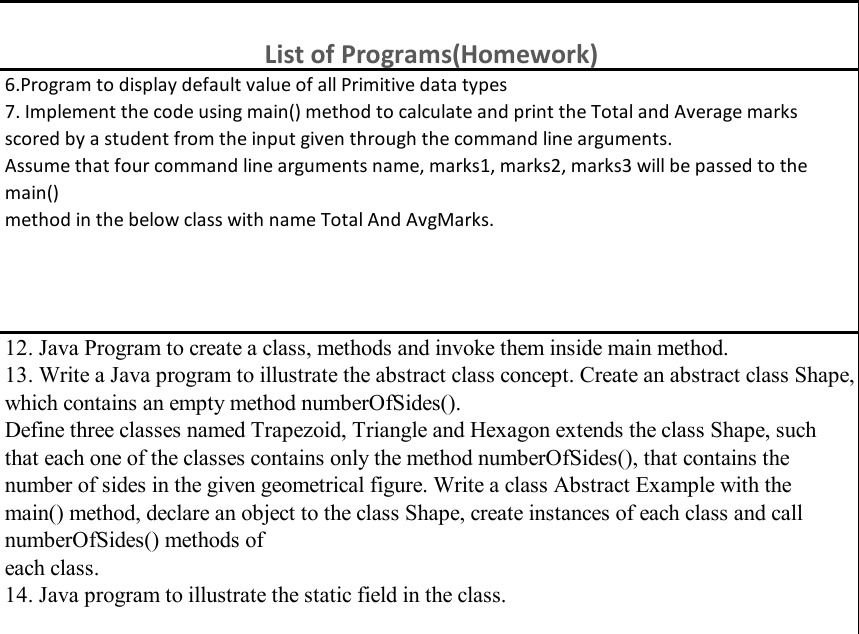 List of Programs(Homework)
6.Program to display default value of all Primitive data types
7. Implement the code using main() method to calculate and print the Total and Average marks
scored by a student from the input given through the command line arguments.
Assume that four command line arguments name, marks1, marks2, marks3 will be passed to the
main()
method in the below class with name Total And AvgMarks.
12. Java Program to create a class, methods and invoke them inside main method.
13. Write a Java program to illustrate the abstract class concept. Create an abstract class Shape,
which contains an empty method numberOfSides().
Define three classes named Trapezoid, Triangle and Hexagon extends the class Shape, such
that each one of the classes contains only the method numberOfSides(), that contains the
number of sides in the given geometrical figure. Write a class Abstract Example with the
main() method, declare an object to the class Shape, create instances of each class and call
numberOfSides() methods of
each class.
14. Java program to illustrate the static field in the class.